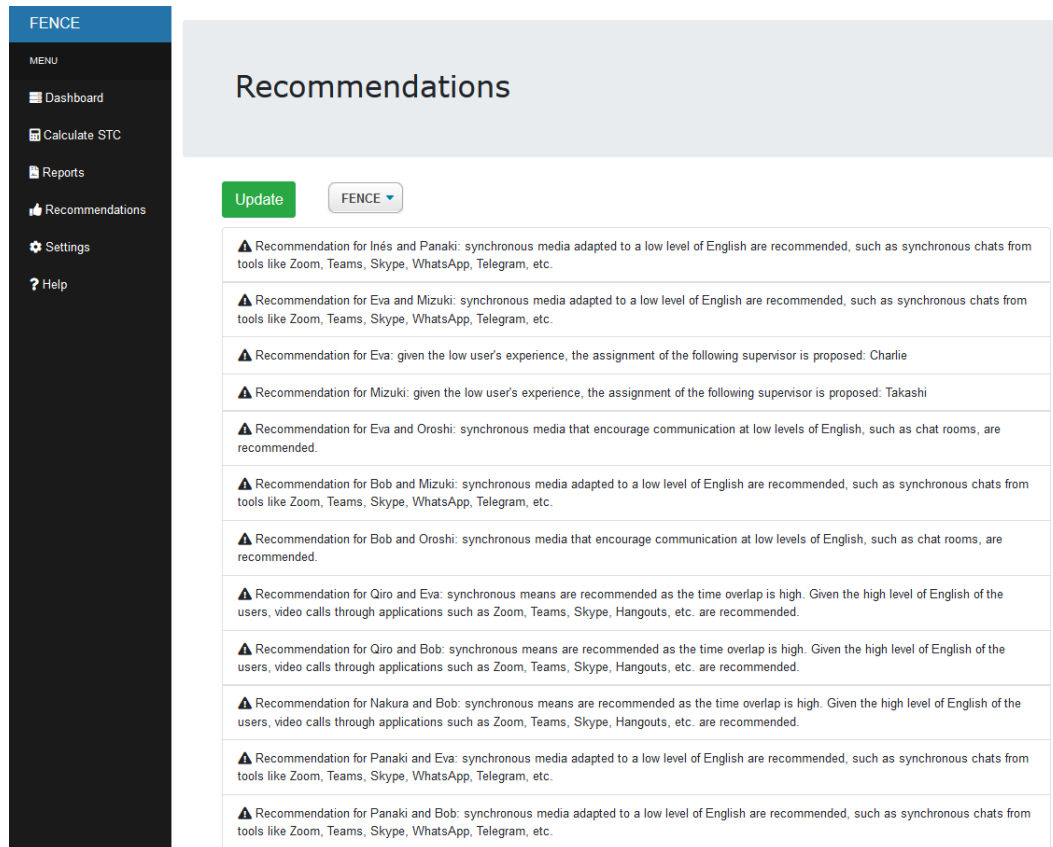 FENCE
MENU
Dashboard
Calculate STC
Reports
Recommendations
Settings
? Help
Recommendations
Update
FENCE
Recommendation for Inés and Panaki: synchronous media adapted to a low level of English are recommended, such as synchronous chats from
tools like Zoom, Teams, Skype, WhatsApp, Telegram, etc.
Recommendation for Eva and Mizuki: synchronous media adapted to a low level of English are recommended, such as synchronous chats from
tools like Zoom, Teams, Skype, WhatsApp, Telegram, etc.
Recommendation for Eva: given the low user's experience, the assignment of the following supervisor is proposed: Charlie
Recommendation for Mizuki: given the low user's experience, the assignment of the following supervisor is proposed: Takashi
Recommendation for Eva and Oroshi: synchronous media that encourage communication at low levels of English, such as chat rooms, are
recommended.
Recommendation for Bob and Mizuki: synchronous media adapted to a low level of English are recommended, such as synchronous chats from
tools like Zoom, Teams, Skype, WhatsApp, Telegram, etc.
Recommendation for Bob and Oroshi: synchronous media that encourage communication at low levels of English, such as chat rooms, are
recommended.
Recommendation for Qiro and Eva: synchronous means are recommended as the time overlap is high. Given the high level of English of the
users, video calls through applications such as Zoom, Teams, Skype, Hangouts, etc. are recommended.
Recommendation for Qiro and Bob: synchronous means are recommended as the time overlap is high. Given the high level of English of the
users, video calls through applications such as Zoom, Teams, Skype, Hangouts, etc. are recommended.
Recommendation for Nakura and Bob: synchronous means are recommended as the time overlap is high. Given the high level of English of the
users, video calls through applications such as Zoom, Teams, Skype, Hangouts, etc. are recommended.
Recommendation for Panaki and Eva: synchronous media adapted to a low level of English are recommended, such as synchronous chats from
tools like Zoom, Teams, Skype, WhatsApp, Telegram, etc.
Recommendation for Panaki and Bob: synchronous media adapted to a low level of English are recommended, such as synchronous chats from
tools like Zoom, Teams, Skype, WhatsApp, Telegram, etc.